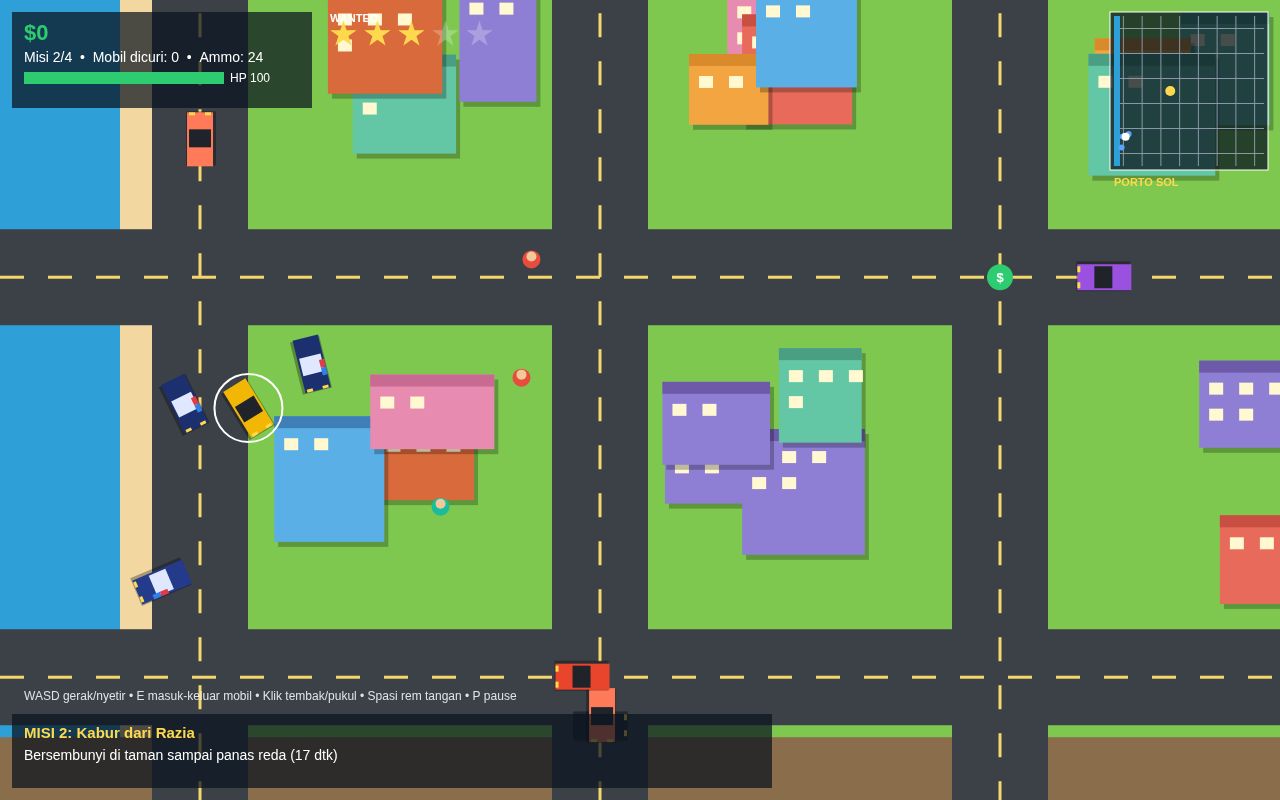 $0
WANTED
Misi 2/4 • Mobil dicuri: 0 • Ammo: 24
HP 100
PORTO SOL
$
WASD gerak/nyetir • E masuk-keluar mobil • Klik tembak/pukul • Spasi rem tangan • P pause
MISI 2: Kabur dari Razia
Bersembunyi di taman sampai panas reda (17 dtk)